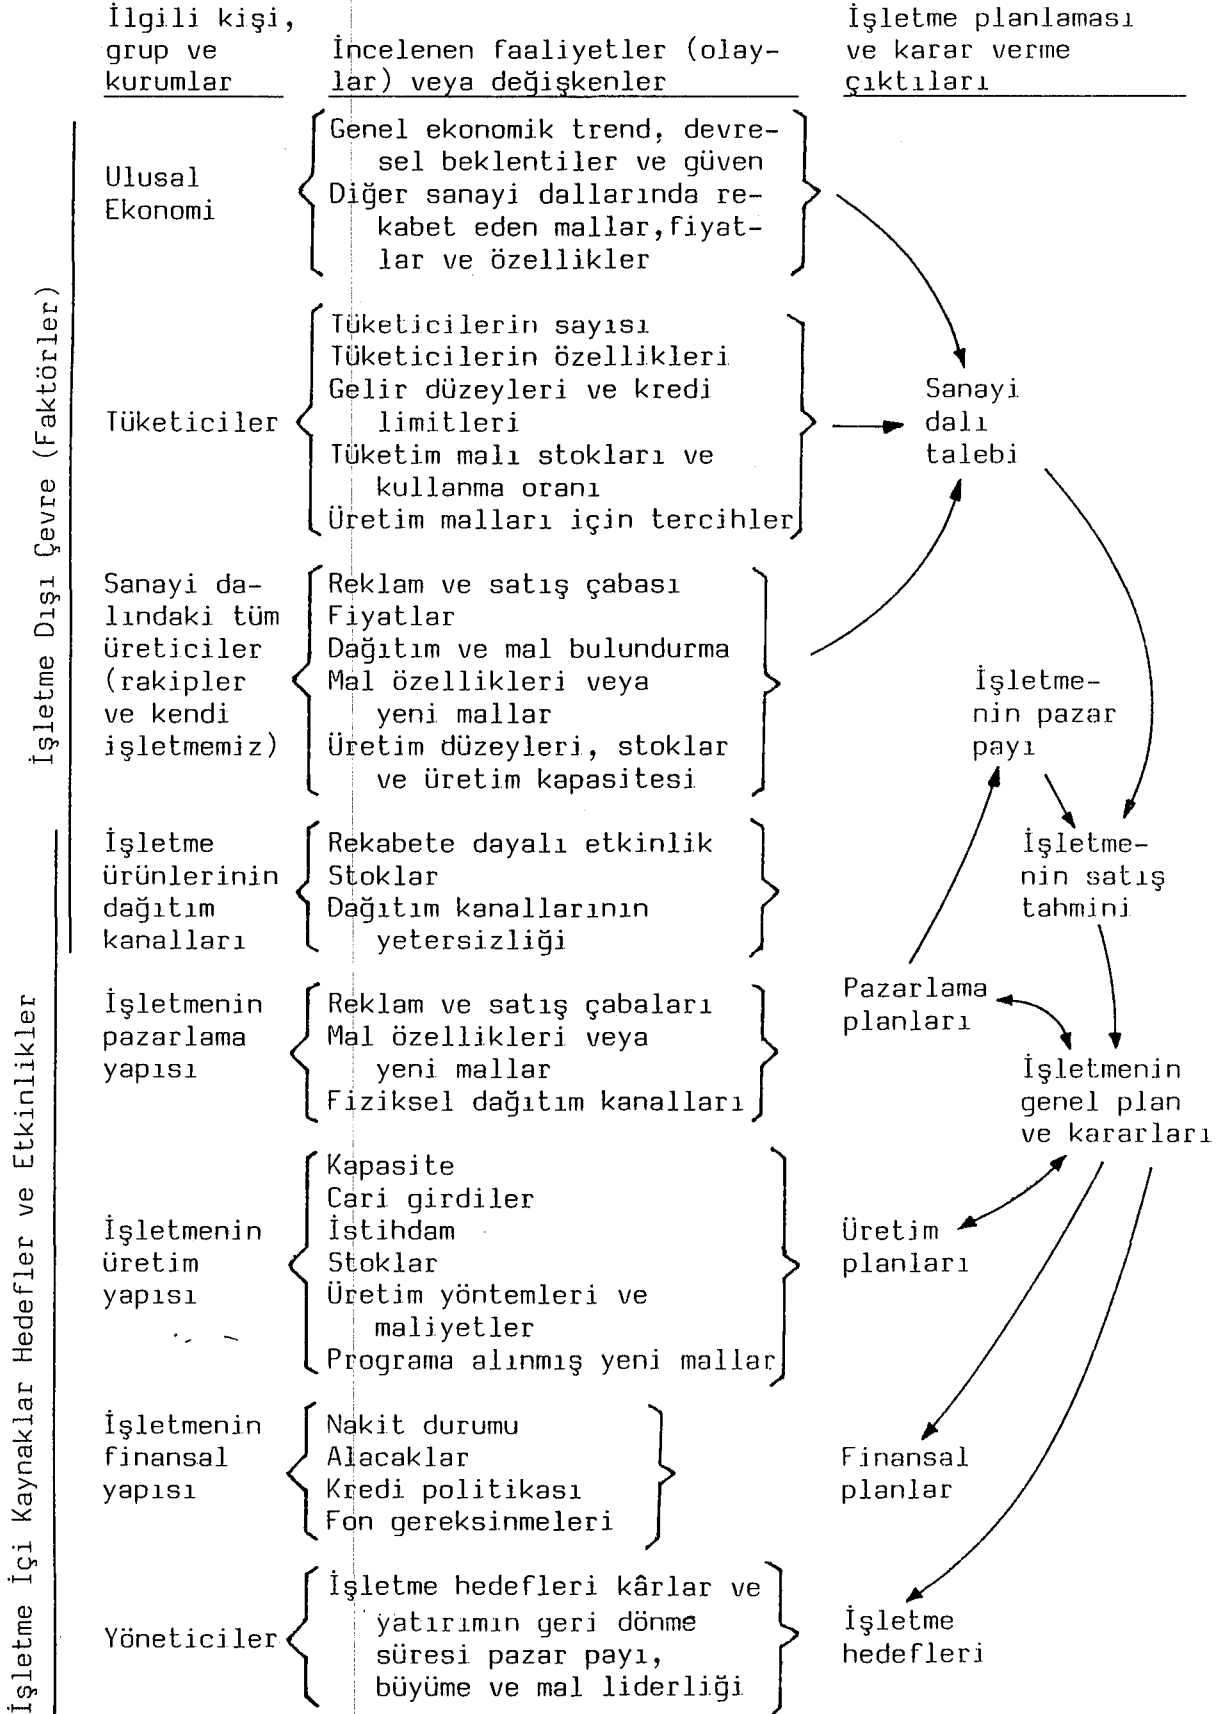 İlgili kişi,
grup ve
kurumlar
İncelenen faaliyetler (olay-
lar) veya değişkenler
İşletme planlaması
ve karar verme
çıktıları
İşletme Dışı Çevre (Faktörler)
İşletme İçi Kaynaklar Hedefler ve Etkinlikler
Ulusal
Ekonomi
Genel ekonomik trend, devre-
sel beklentiler ve güven
Diğer sanayi dallarında re-
kabet eden mallar,fiyat-
lar ve özellikler
Tüketiciler
Tüketicilerin sayısı
Tüketicilerin özellikleri
Gelir düzeyleri ve kredi
limitleri
Tüketim malı stokları ve
kullanma oranı
Üretim malları için tercihler
Sanayi da-
lındaki tüm
üreticiler
(rakipler
ve kendi
işletmemiz)
Reklam ve satış çabası
Fiyatlar
Dağıtım ve mal bulundurma
Mal özellikleri veya
yeni mallar
Üretim düzeyleri, stoklar
ve üretim kapasitesi
İşletme
ürünlerinin
dağıtım
kanalları
Rekabete dayalı etkinlik
Stoklar
Dağıtım kanallarının
yetersizliği
İşletmenin
pazarlama
yapısı
Reklam ve satış çabaları
Mal özellikleri veya
yeni mallar
Fiziksel dağıtım kanalları
İşletmenin
üretim
yapısı
Kapasite
Cari girdiler
İstihdam
Stoklar
Üretim yöntemleri ve
maliyetler
Programa alınmış yeni mallar
İşletmenin
finansal
yapısı
Nakit durumu
Alacaklar
Kredi politikası
Fon gereksinmeleri
Yöneticiler
İşletme hedefleri kârlar ve
yatırımın geri dönme
süresi pazar payı,
büyüme ve mal liderliği
Sanayi
dalı
talebi
İşletme-
nin pazar
payı
İşletme-
nin satış
tahmini
Pazarlama
planları
İşletmenin
genel plan
ve kararları
Üretim
planları
Finansal
planlar
İşletme
hedefleri